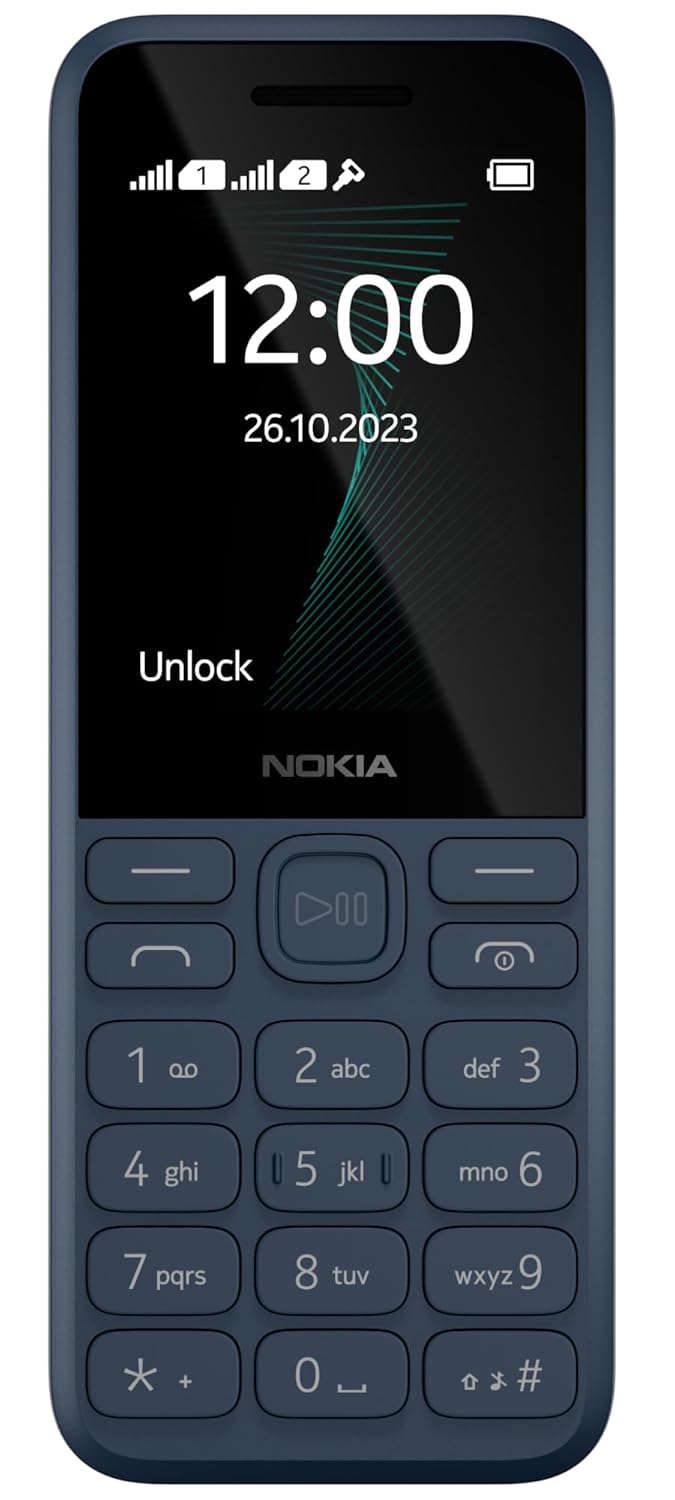 1 2
12:00
26.10.2023
Unlock
NOKIA
1
2 abc
def 3
4 ghi
5 jkl
mno 6
7 pqrs
8 tuv
wxyz 9
* +
0
#